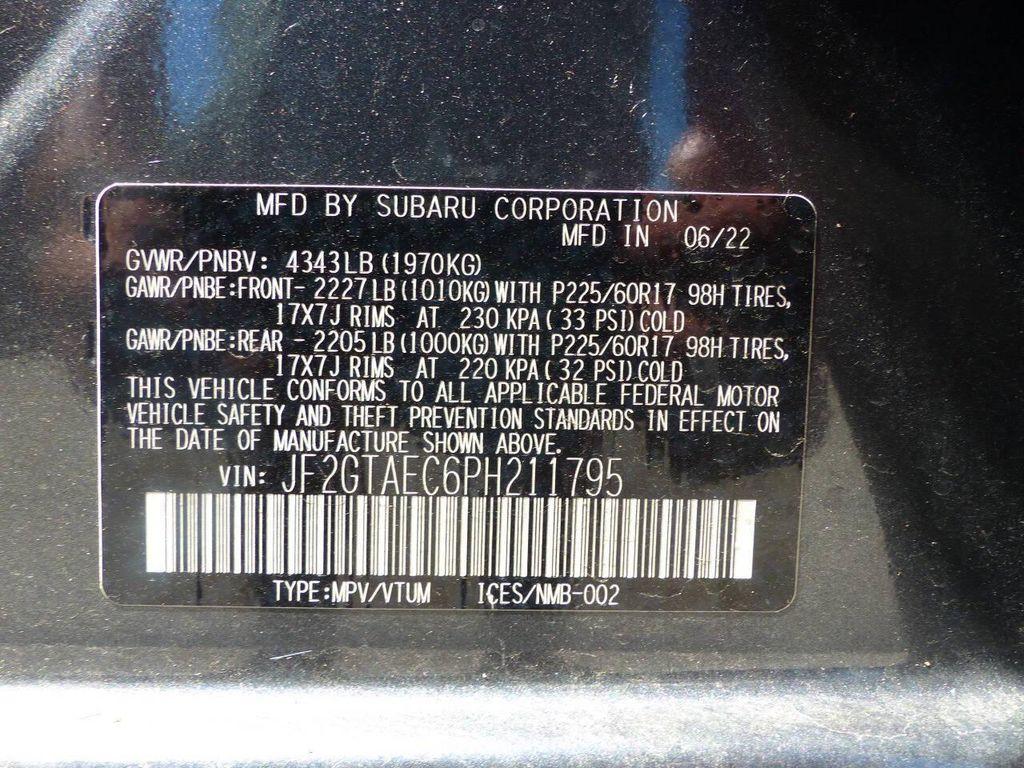 MFD BY SUBARU CORPORATION
MFD IN 06/22
GVWR/PNBV: 4343LB (1970KG)
GAWR/PNBE:FRONT- 2227LB (1010KG) WITH P225/60R17 98H TIRES,
17X7J RIMS AT 230 KPA( 33 PSI) COLD
GAWR/PNBE:REAR - 2205LB (1000KG) WITH P225/60R17 98H TIRES,
17X7J RIMS AT 220 KPA( 32 PSI) COLD
THIS VEHICLE CONFORMS TO ALL APPLICABLE FEDERAL MOTOR
VEHICLE SAFETY AND THEFT PREVENTION STANDARDS IN EFFECT ON
THE DATE OF MANUFACTURE SHOWN ABOVE.
VIN: JF2GTAEC6PH211795
TYPE:MPV/VTUM ICES/NMB-002